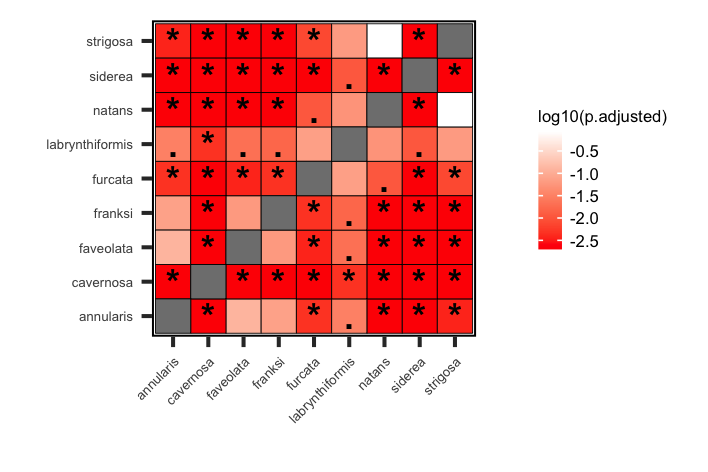 strigosa
* * * * * *
siderea
* * * * * . * *
natans
* * * * . *
labrynthiformis
. * . . .
furcata
* * * * . * *
franksi
* * . * * *
faveolata
* * . * * *
cavernosa
* * * * * * * *
annularis
* * . * * *
annularis
cavernosa
faveolata
franksi
furcata
labrynthiformis
natans
siderea
strigosa
log10(p.adjusted)
-0.5
-1.0
-1.5
-2.0
-2.5